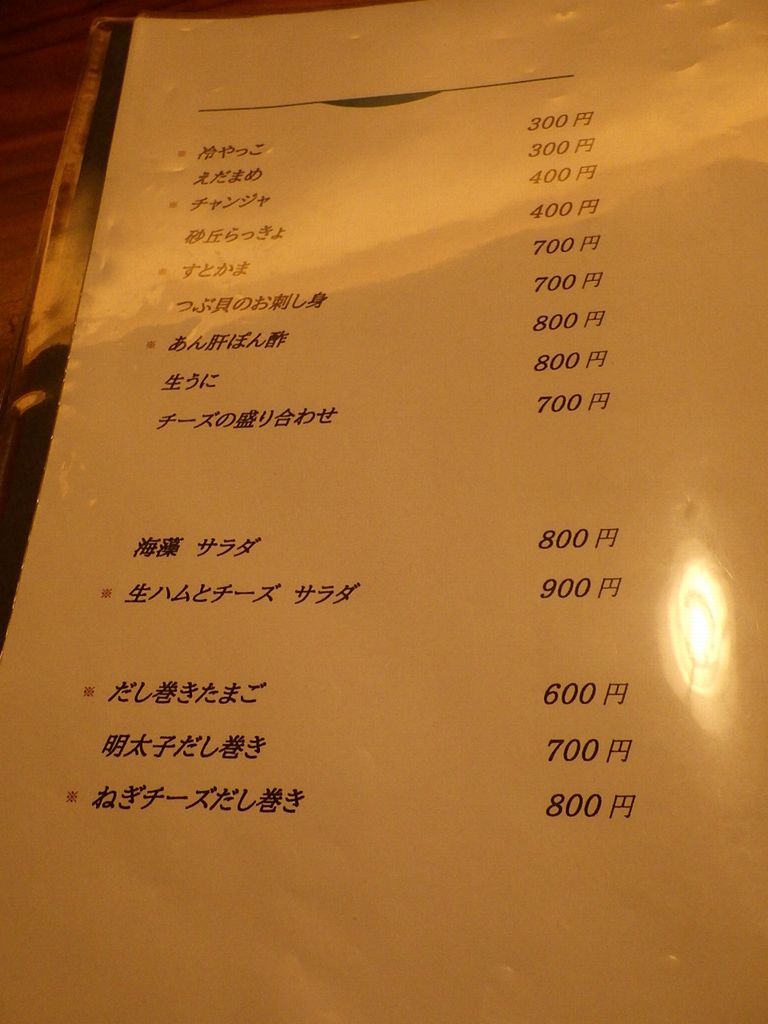 ※ 冷やっこ 300円
えだまめ 300円
※ チャンジャ 400円
砂丘らっきょ 400円
※ すとかま 700円
つぶ貝のお刺し身 700円
※ あん肝ぽん酢 800円
生うに 800円
チーズの盛り合わせ 700円
海藻 サラダ 800円
※ 生ハムとチーズ サラダ 900円
※ だし巻きたまご 600円
明太子だし巻き 700円
※ ねぎチーズだし巻き 800円